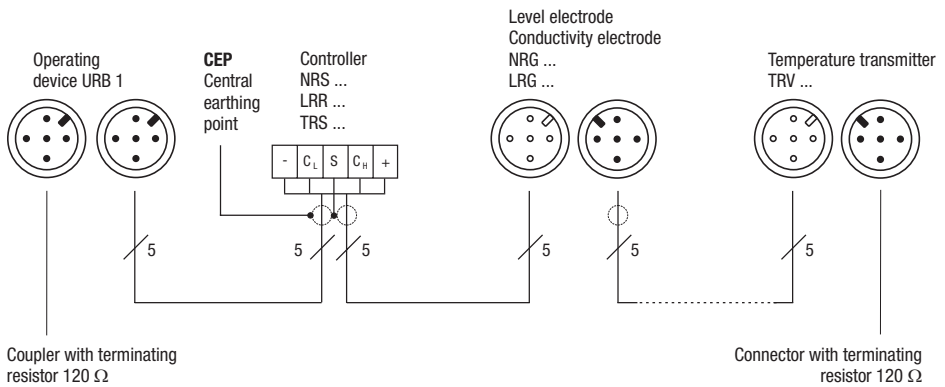 Operating
device URB 1
CEP
Central
earthing
point
Controller
NRS ...
LRR ...
TRS ...
Level electrode
Conductivity electrode
NRG ...
LRG ...
Temperature transmitter
TRV ...
- CL S CH +
5
5
5
5
5
5
Coupler with terminating
resistor 120 Ω
Connector with terminating
resistor 120 Ω